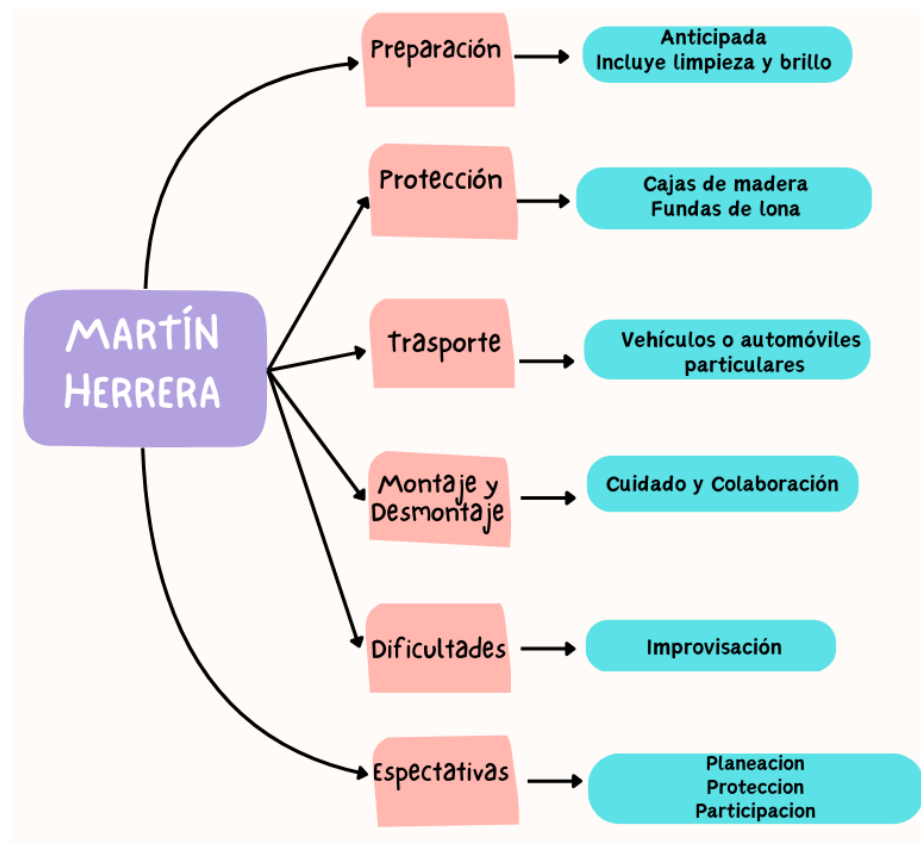 MARTÍN
HERRERA
Preparación
Anticipada
Incluye limpieza y brillo
Protección
Cajas de madera
Fundas de lona
Trasporte
Vehículos o automóviles
particulares
Montaje y
Desmontaje
Cuidado y Colaboración
Dificultades
Improvisación
Espectativas
Planeacion
Proteccion
Participacion